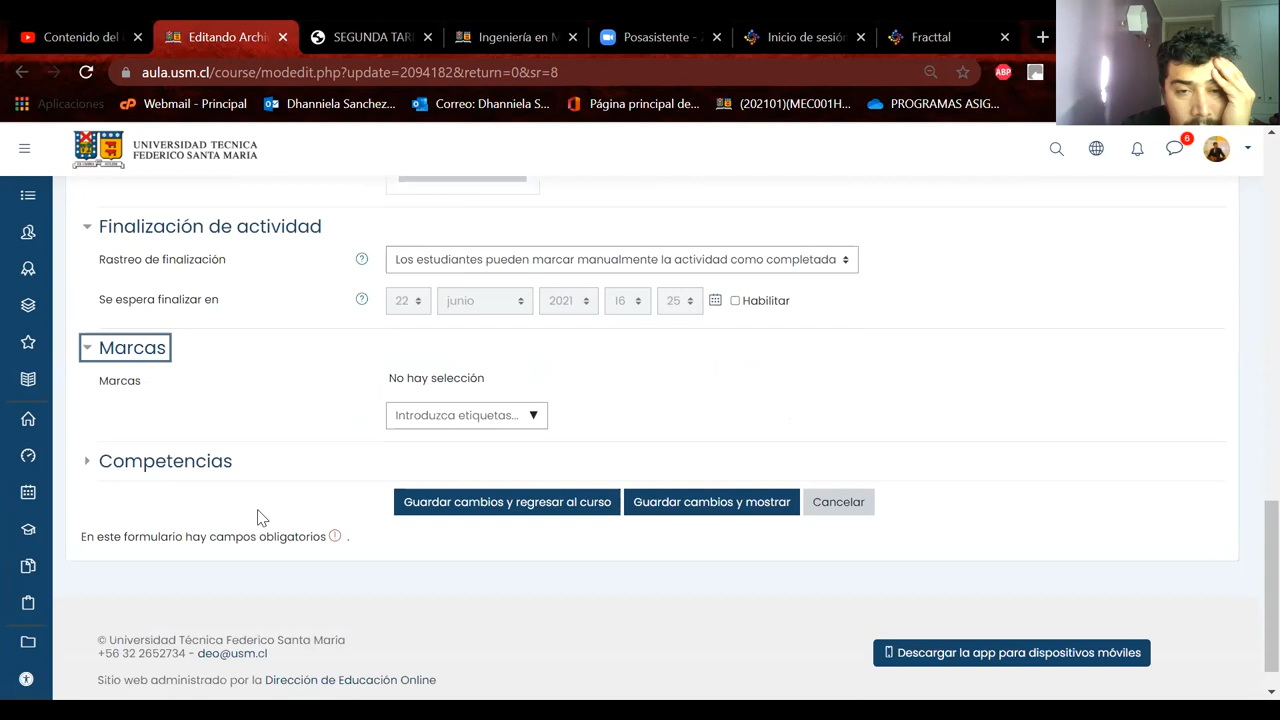 Contenido del c
Editando Archi
SEGUNDA TAR
Ingeniería en M
Posasistente - A
Inicio de sesión
Fracttal
aula.usm.cl/course/modedit.php?update=2094182&return=0&sr=8
ABP
Aplicaciones
Webmail - Principal
Dhanniela Sanchez...
Correo: Dhanniela S...
Página principal de...
(202101)(MEC001H...
PROGRAMAS ASIG...
UNIVERSIDAD TECNICA
FEDERICO SANTA MARIA
6
Finalización de actividad
Rastreo de finalización
Los estudiantes pueden marcar manualmente la actividad como completada
Se espera finalizar en
22 junio 2021 16 25 Habilitar
Marcas
Marcas
No hay selección
Introduzca etiquetas...
Competencias
Guardar cambios y regresar al curso
Guardar cambios y mostrar
Cancelar
En este formulario hay campos obligatorios .
© Universidad Técnica Federico Santa Maria
+56 32 2652734 - deo@usm.cl
Descargar la app para dispositivos móviles
Sitio web administrado por la Dirección de Educación Online